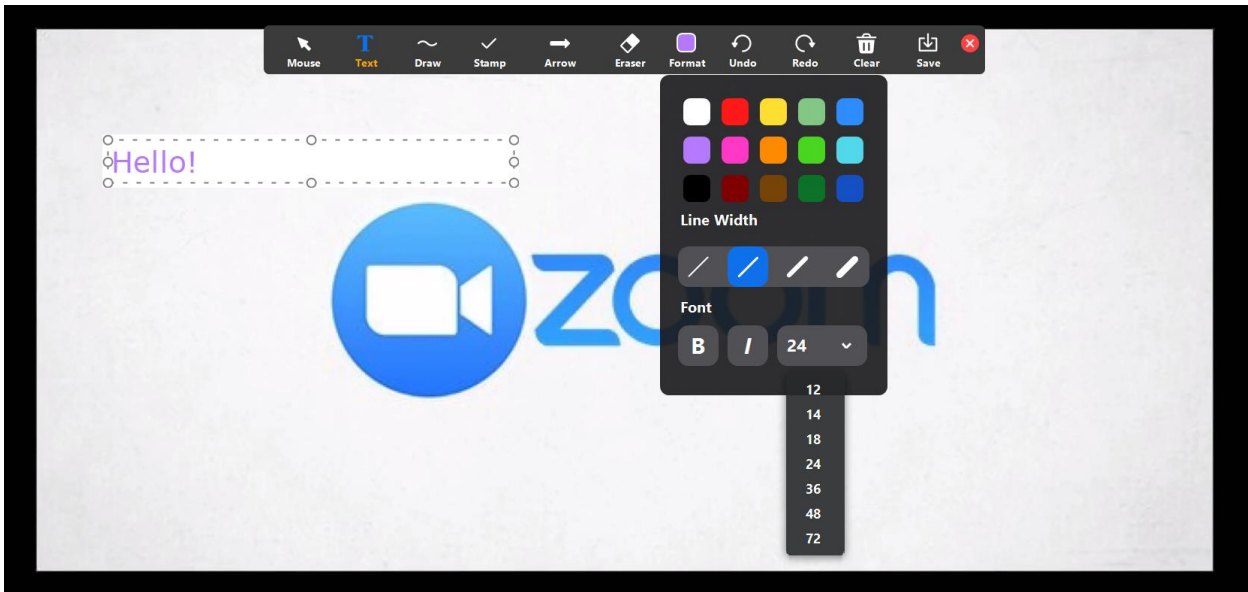 Mouse Text Draw Stamp Arrow Eraser Format Undo Redo Clear Save
Hello!
zoom
Line Width
Font
B I 24
12
14
18
24
36
48
72